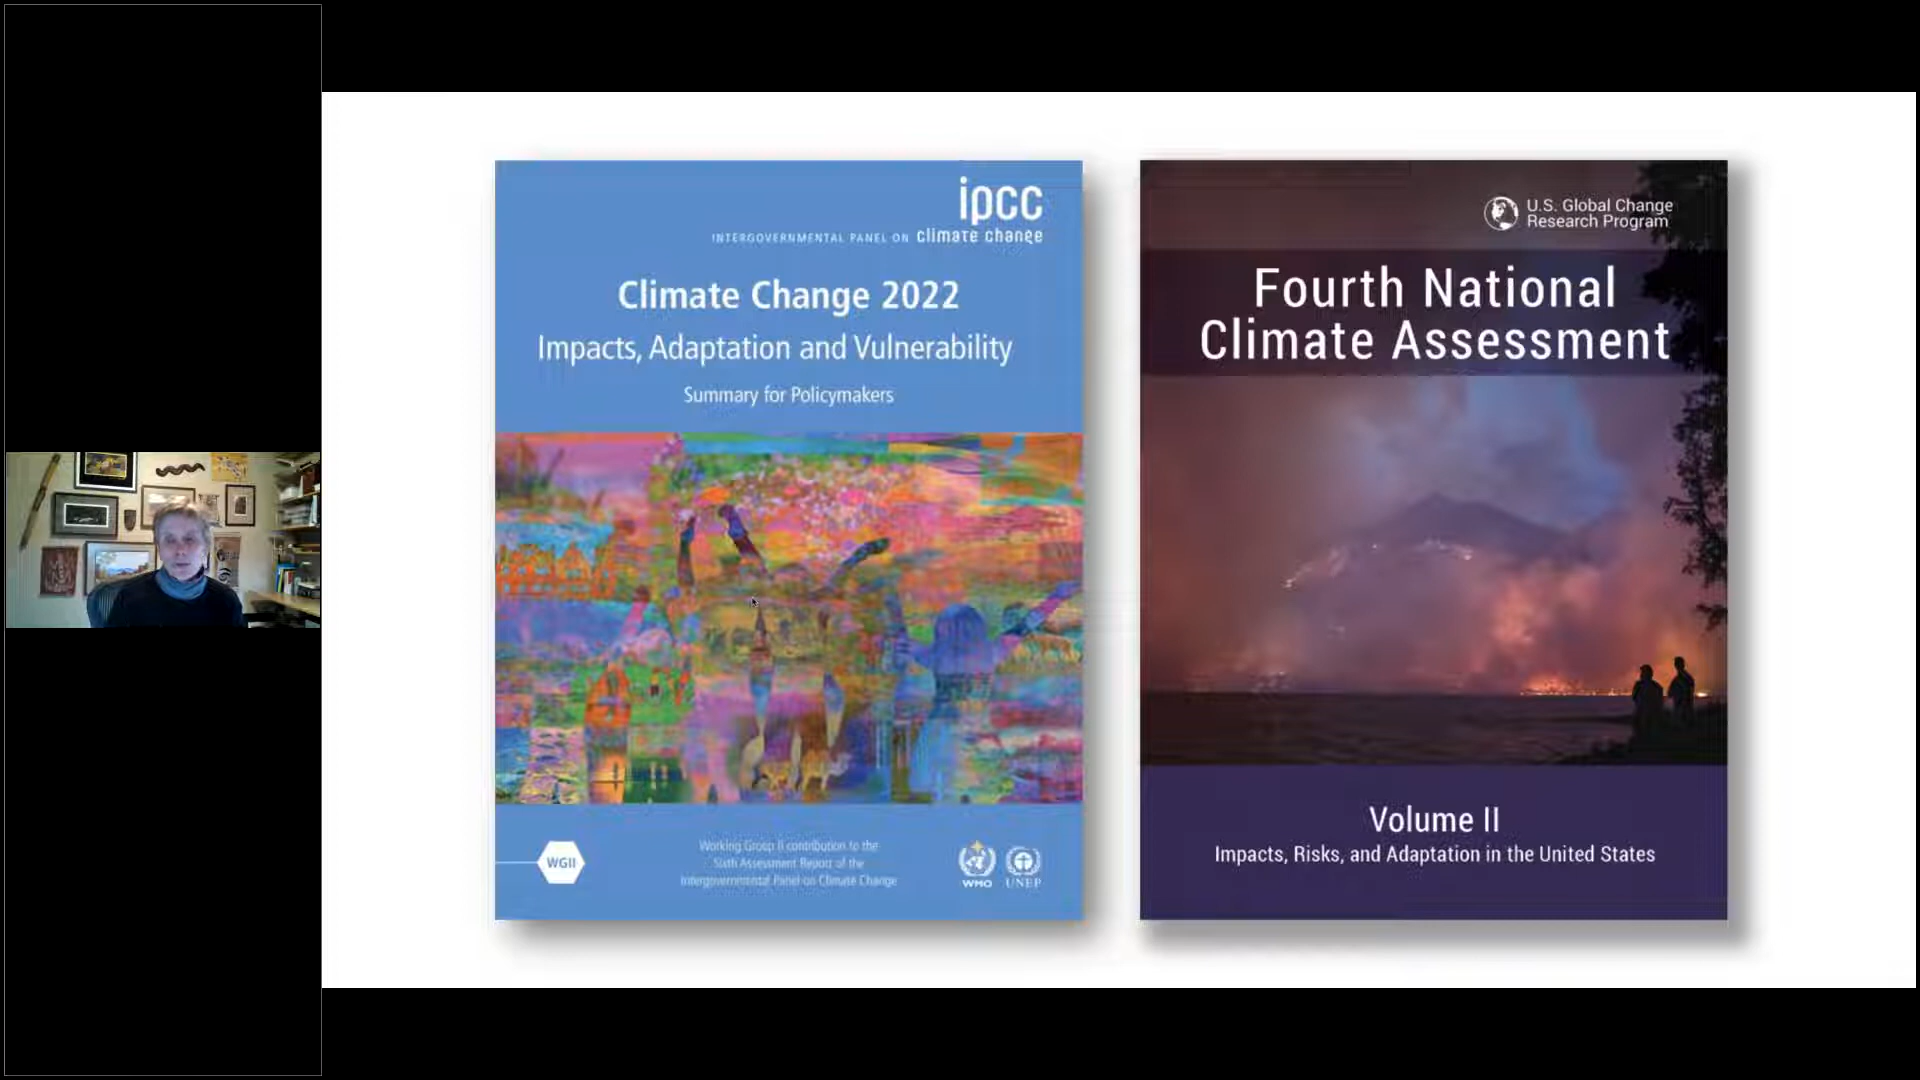 ipcc
INTERGOVERNMENTAL PANEL ON climate change
Climate Change 2022
Impacts, Adaptation and Vulnerability
Summary for Policymakers
WGII
Working Group II contribution to the
Sixth Assessment Report of the
Intergovernmental Panel on Climate Change
WMO
UNEP
U.S. Global Change
Research Program
Fourth National
Climate Assessment
Volume II
Impacts, Risks, and Adaptation in the United States